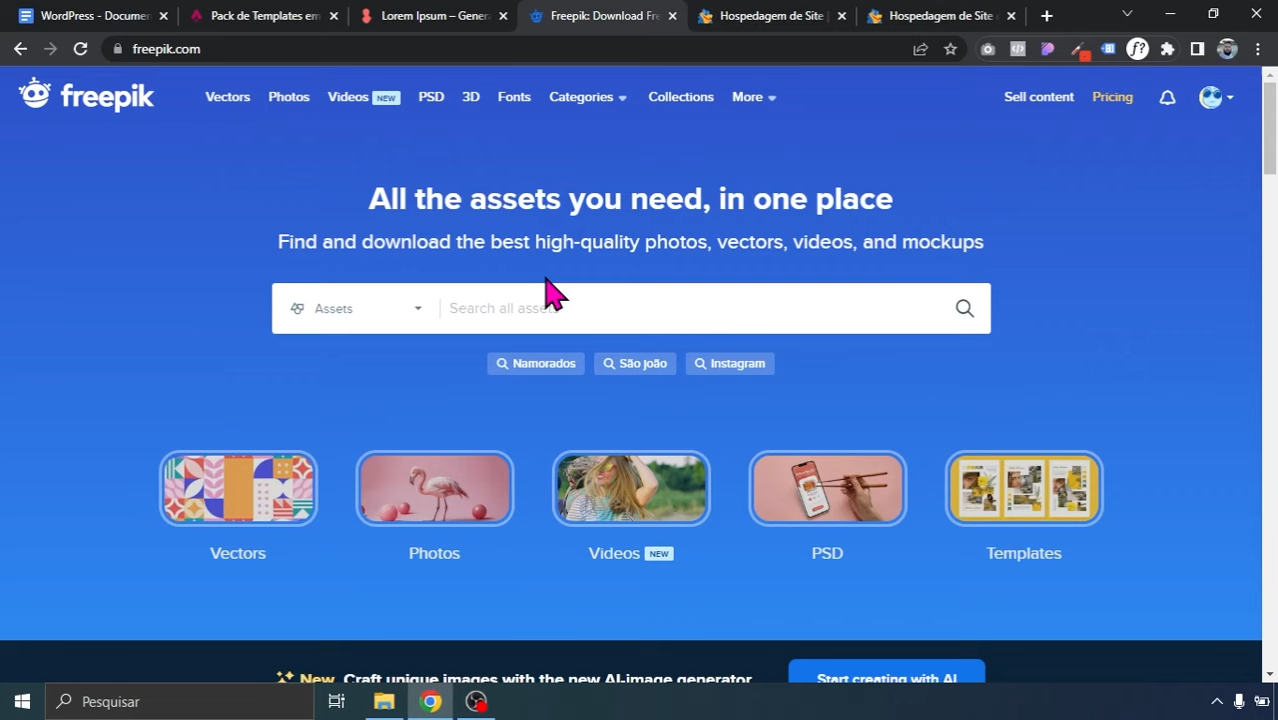 WordPress - Documen
Pack de Templates em
Lorem Ipsum – Genera
Freepik: Download Fre
Hospedagem de Site
Hospedagem de Site
freepik.com
f?
freepik
Vectors
Photos
Videos NEW
PSD
3D
Fonts
Categories
Collections
More
Sell content
Pricing
All the assets you need, in one place
Find and download the best high-quality photos, vectors, videos, and mockups
Assets
Search all assets
Namorados
São joão
Instagram
Vectors
Photos
Videos NEW
PSD
Templates
New Craft unique images with the new AI-image generator
Start creating with AI
Pesquisar